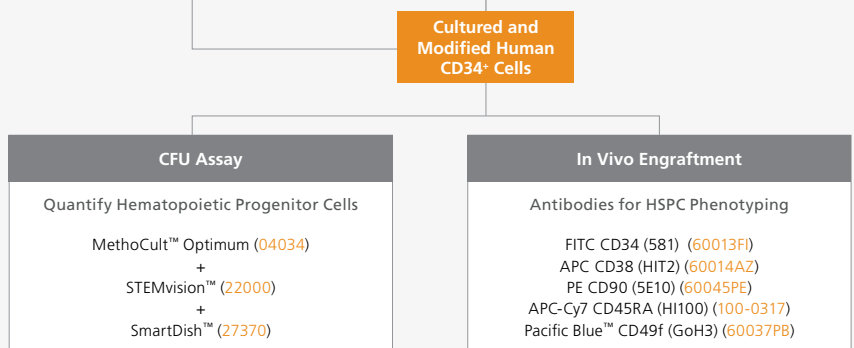 Cultured and
Modified Human
CD34⁺ Cells
CFU Assay
Quantify Hematopoietic Progenitor Cells
MethoCult™ Optimum (04034)
+
STEMvision™ (22000)
+
SmartDish™ (27370)
In Vivo Engraftment
Antibodies for HSPC Phenotyping
FITC CD34 (581) (60013FI)
APC CD38 (HIT2) (60014AZ)
PE CD90 (5E10) (60045PE)
APC-Cy7 CD45RA (HI100) (100-0317)
Pacific Blue™ CD49f (GoH3) (60037PB)